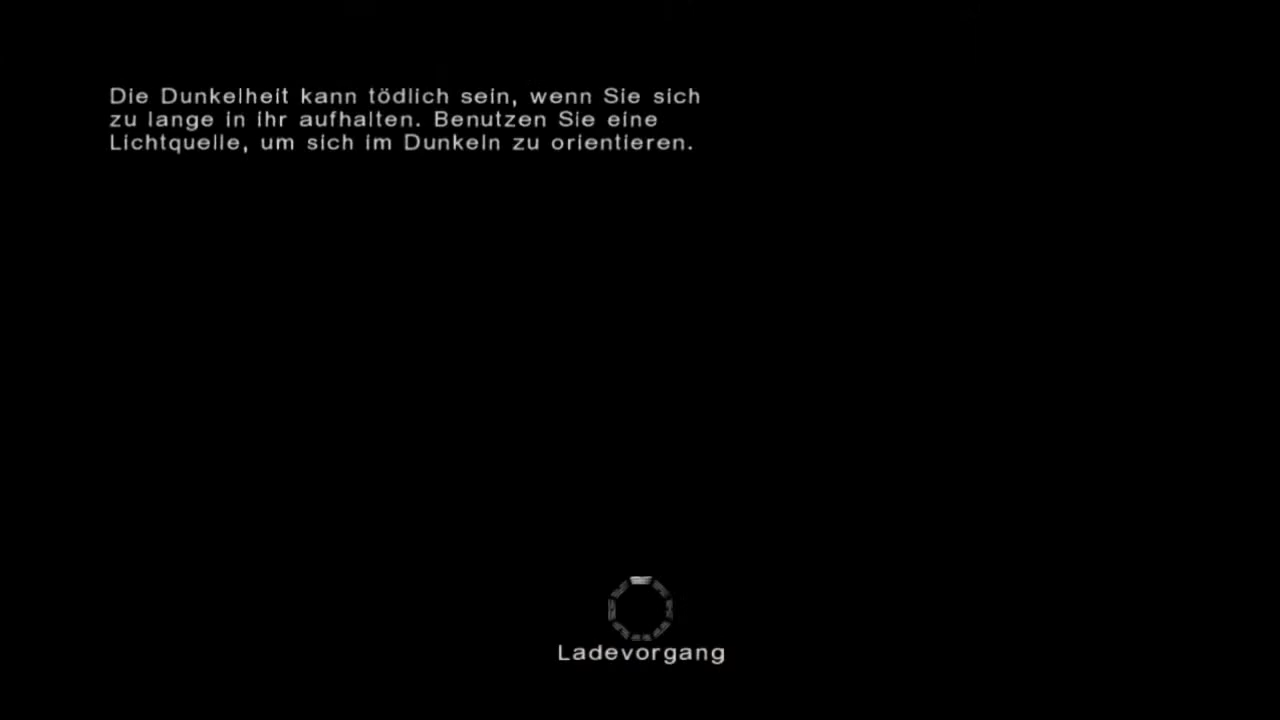 Die Dunkelheit kann tödlich sein, wenn Sie sich
zu lange in ihr aufhalten. Benutzen Sie eine
Lichtquelle, um sich im Dunkeln zu orientieren.
Ladevorgang